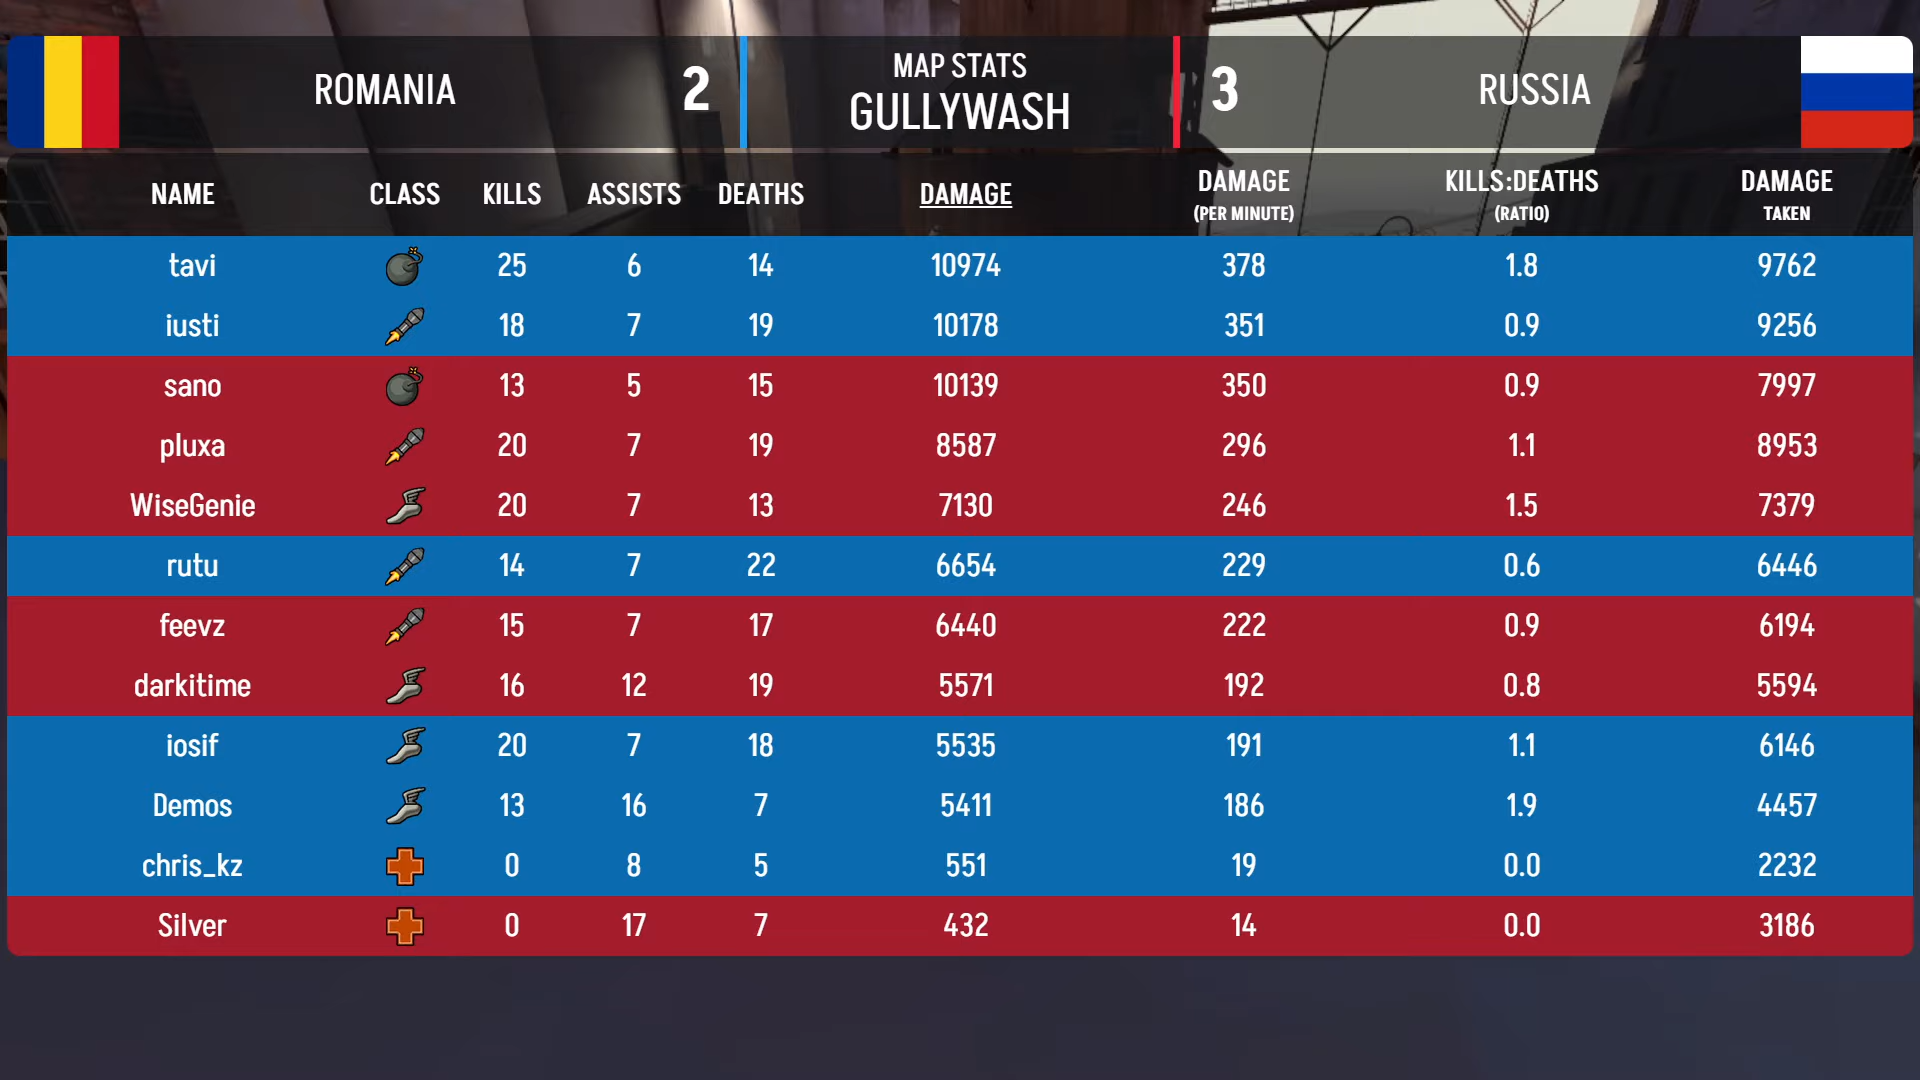 ROMANIA 2 MAP STATS 3 RUSSIA
GULLYWASH
NAME CLASS KILLS ASSISTS DEATHS DAMAGE DAMAGE KILLS:DEATHS DAMAGE
(PER MINUTE) (RATIO) TAKEN
tavi 25 6 14 10974 378 1.8 9762
iusti 18 7 19 10178 351 0.9 9256
sano 13 5 15 10139 350 0.9 7997
pluxa 20 7 19 8587 296 1.1 8953
WiseGenie 20 7 13 7130 246 1.5 7379
rutu 14 7 22 6654 229 0.6 6446
feevz 15 7 17 6440 222 0.9 6194
darkitime 16 12 19 5571 192 0.8 5594
iosif 20 7 18 5535 191 1.1 6146
Demos 13 16 7 5411 186 1.9 4457
chris_kz 0 8 5 551 19 0.0 2232
Silver 0 17 7 432 14 0.0 3186